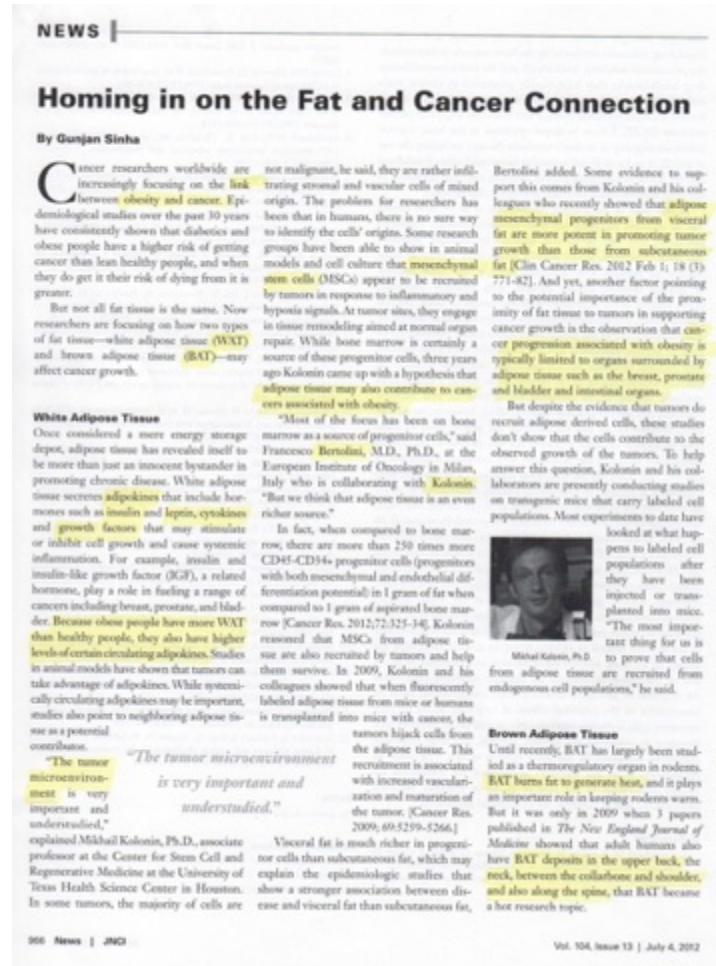 NEWS
Homing in on the Fat and Cancer Connection
By Gunjan Sinha
Cancer researchers worldwide are
increasingly focusing on the link
between obesity and cancer. Epi-
demiological studies over the past 30 years
have consistently shown that diabetics and
obese people have a higher risk of getting
cancer than lean healthy people, and when
they do get it their risk of dying from it is
greater.
But not all fat tissue is the same. Now
researchers are focusing on how two types
of fat tissue—white adipose tissue (WAT)
and brown adipose tissue (BAT)—may
affect cancer growth.
White Adipose Tissue
Once considered a mere energy storage
depot, adipose tissue has revealed itself to
be more than just an innocent bystander in
promoting chronic disease. White adipose
tissue secretes adipokines that include hor-
mones such as insulin and leptin, cytokines
and growth factors that may stimulate
or inhibit cell growth and cause systemic
inflammation. For example, insulin and
insulin-like growth factor (IGF), a related
hormone, play a role in fueling a range of
cancers including breast, prostate, and blad-
der. Because obese people have more WAT
than healthy people, they also have higher
levels of certain circulating adipokines. Studies
in animal models have shown that tumors can
take advantage of adipokines. While systemi-
cally circulating adipokines may be important,
studies also point to neighboring adipose tis-
sue as a potential
contributor.
"The tumor
microenviron-
ment is very
important and
understudied,"
explained Mikhail Kolonin, Ph.D., associate
professor at the Center for Stem Cell and
Regenerative Medicine at the University of
Texas Health Science Center in Houston.
In some tumors, the majority of cells are
"The tumor microenvironment
is very important and
understudied."
not malignant, he said, they are rather infil-
trating stromal and vascular cells of mixed
origin. The problem for researchers has
been that in humans, there is no sure way
to identify the cells' origins. Some research
groups have been able to show in animal
models and cell culture that mesenchymal
stem cells (MSCs) appear to be recruited
by tumors in response to inflammatory and
hypoxia signals. At tumor sites, they engage
in tissue remodeling aimed at normal organ
repair. While bone marrow is certainly a
source of these progenitor cells, three years
ago Kolonin came up with a hypothesis that
adipose tissue may also contribute to can-
cers associated with obesity.
"Most of the focus has been on bone
marrow as a source of progenitor cells," said
Francesco Bertolini, M.D., Ph.D., at the
European Institute of Oncology in Milan,
Italy who is collaborating with Kolonin.
"But we think that adipose tissue is an even
richer source."
In fact, when compared to bone mar-
row, there are more than 250 times more
CD45-CD34+ progenitor cells (progenitors
with both mesenchymal and endothelial dif-
ferentiation potential) in 1 gram of fat when
compared to 1 gram of aspirated bone mar-
row [Cancer Res. 2012;72:325-34]. Kolonin
reasoned that MSCs from adipose tis-
sue are also recruited by tumors and help
them survive. In 2009, Kolonin and his
colleagues showed that when fluorescently
labeled adipose tissue from mice or humans
is transplanted into mice with cancer, the
tumors hijack cells from
the adipose tissue. This
recruitment is associated
with increased vasculari-
zation and maturation of
the tumor. [Cancer Res.
2009; 69:5259-5266.]
Visceral fat is much richer in progeni-
tor cells than subcutaneous fat, which may
explain the epidemiologic studies that
show a stronger association between dis-
ease and visceral fat than subcutaneous fat,
Bertolini added. Some evidence to sup-
port this comes from Kolonin and his col-
leagues who recently showed that adipose
mesenchymal progenitors from visceral
fat are more potent in promoting tumor
growth than those from subcutaneous
fat [Clin Cancer Res. 2012 Feb 1; 18 (3)
771-82]. And yet, another factor pointing
to the potential importance of the prox-
imity of fat tissue to tumors in supporting
cancer growth is the observation that can-
cer progression associated with obesity is
typically limited to organs surrounded by
adipose tissue such as the breast, prostate
and bladder and intestinal organs.
But despite the evidence that tumors do
recruit adipose derived cells, these studies
don't show that the cells contribute to the
observed growth of the tumors. To help
answer this question, Kolonin and his col-
laborators are presently conducting studies
on transgenic mice that carry labeled cell
populations. Most experiments to date have
looked at what hap-
pens to labeled cell
populations after
they have been
injected or trans-
planted into mice.
"The most impor-
tant thing for us is
to prove that cells
from adipose tissue are recruited from
endogenous cell populations," he said.
Mikhail Kolonin, Ph.D.
Brown Adipose Tissue
Until recently, BAT has largely been stud-
ied as a thermoregulatory organ in rodents.
BAT burns fat to generate heat, and it plays
an important role in keeping rodents warm.
But it was only in 2009 when 3 papers
published in The New England Journal of
Medicine showed that adult humans also
have BAT deposits in the upper back, the
neck, between the collarbone and shoulder,
and also along the spine, that BAT became
a hot research topic.
966 News | JNCI
Vol. 104, Issue 13 | July 4, 2012